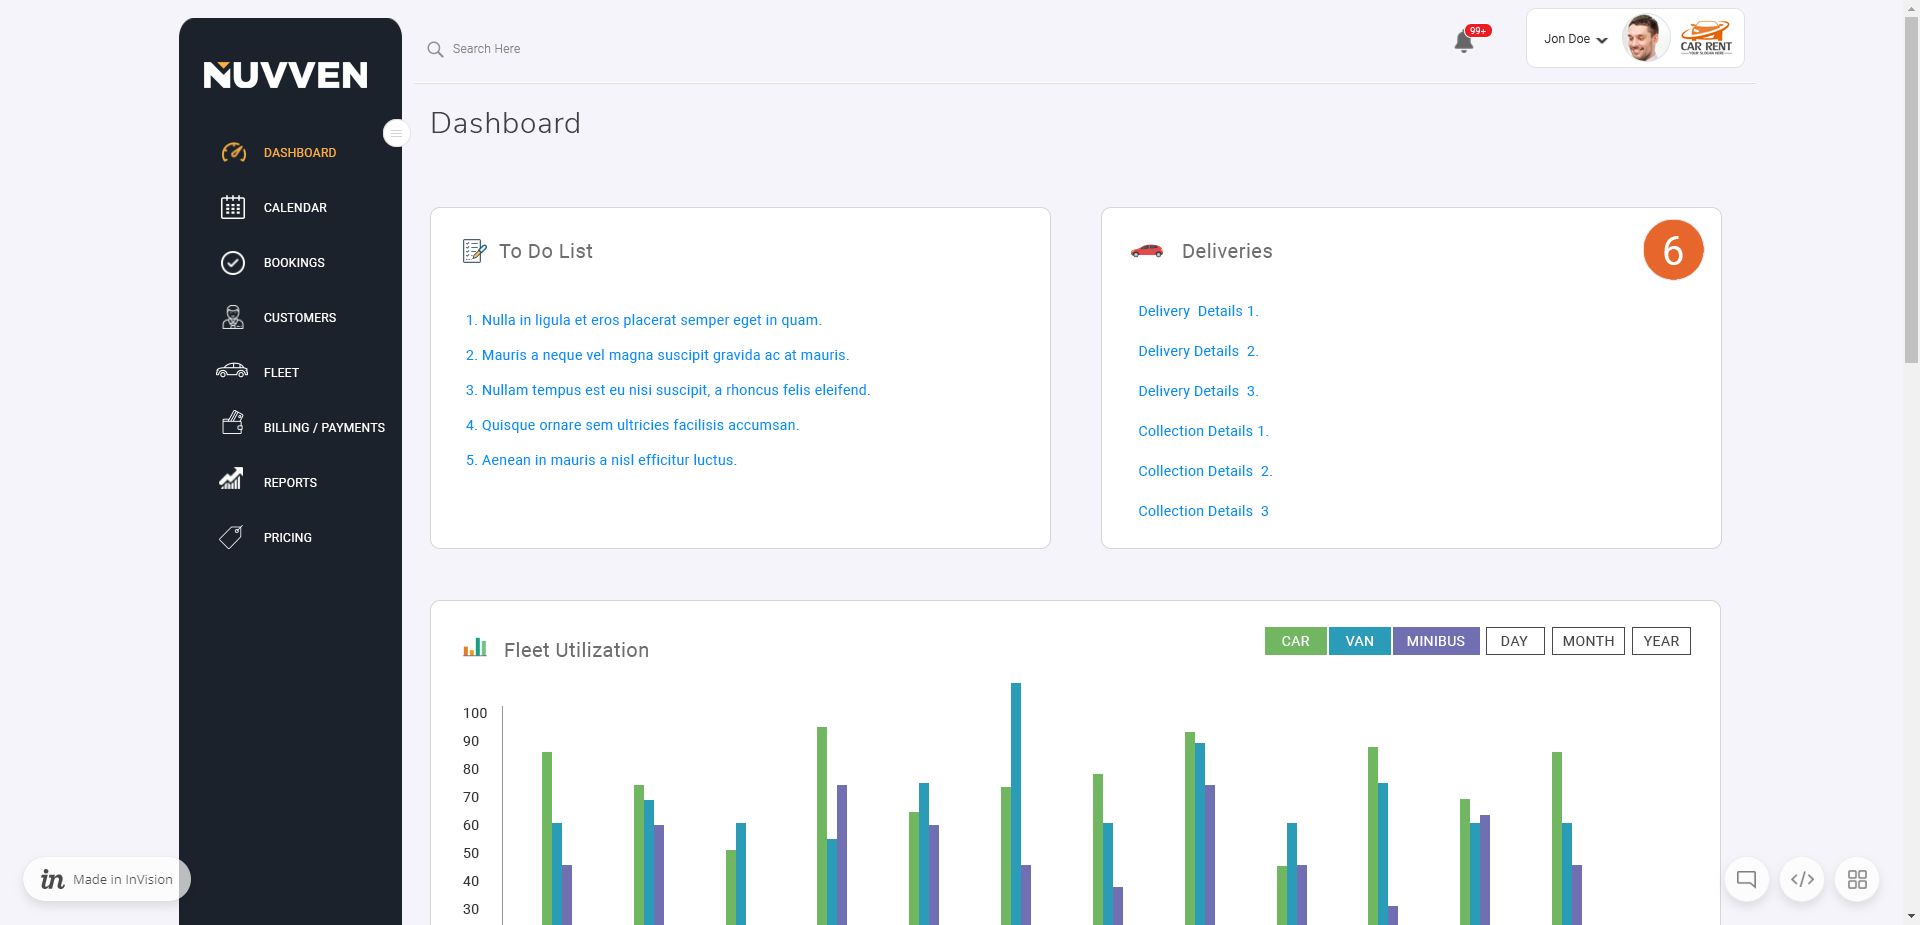 NUVVEN
Search Here
99+
Jon Doe
CAR RENT
YOUR SLOGAN HERE
DASHBOARD
CALENDAR
BOOKINGS
CUSTOMERS
FLEET
BILLING / PAYMENTS
REPORTS
PRICING
Dashboard
To Do List
1. Nulla in ligula et eros placerat semper eget in quam.
2. Mauris a neque vel magna suscipit gravida ac at mauris.
3. Nullam tempus est eu nisi suscipit, a rhoncus felis eleifend.
4. Quisque ornare sem ultricies facilisis accumsan.
5. Aenean in mauris a nisl efficitur luctus.
Deliveries
6
Delivery  Details 1.
Delivery Details  2.
Delivery Details  3.
Collection Details 1.
Collection Details  2.
Collection Details  3
Fleet Utilization
CAR VAN MINIBUS DAY MONTH YEAR
100
90
80
70
60
50
40
30
in Made in InVision